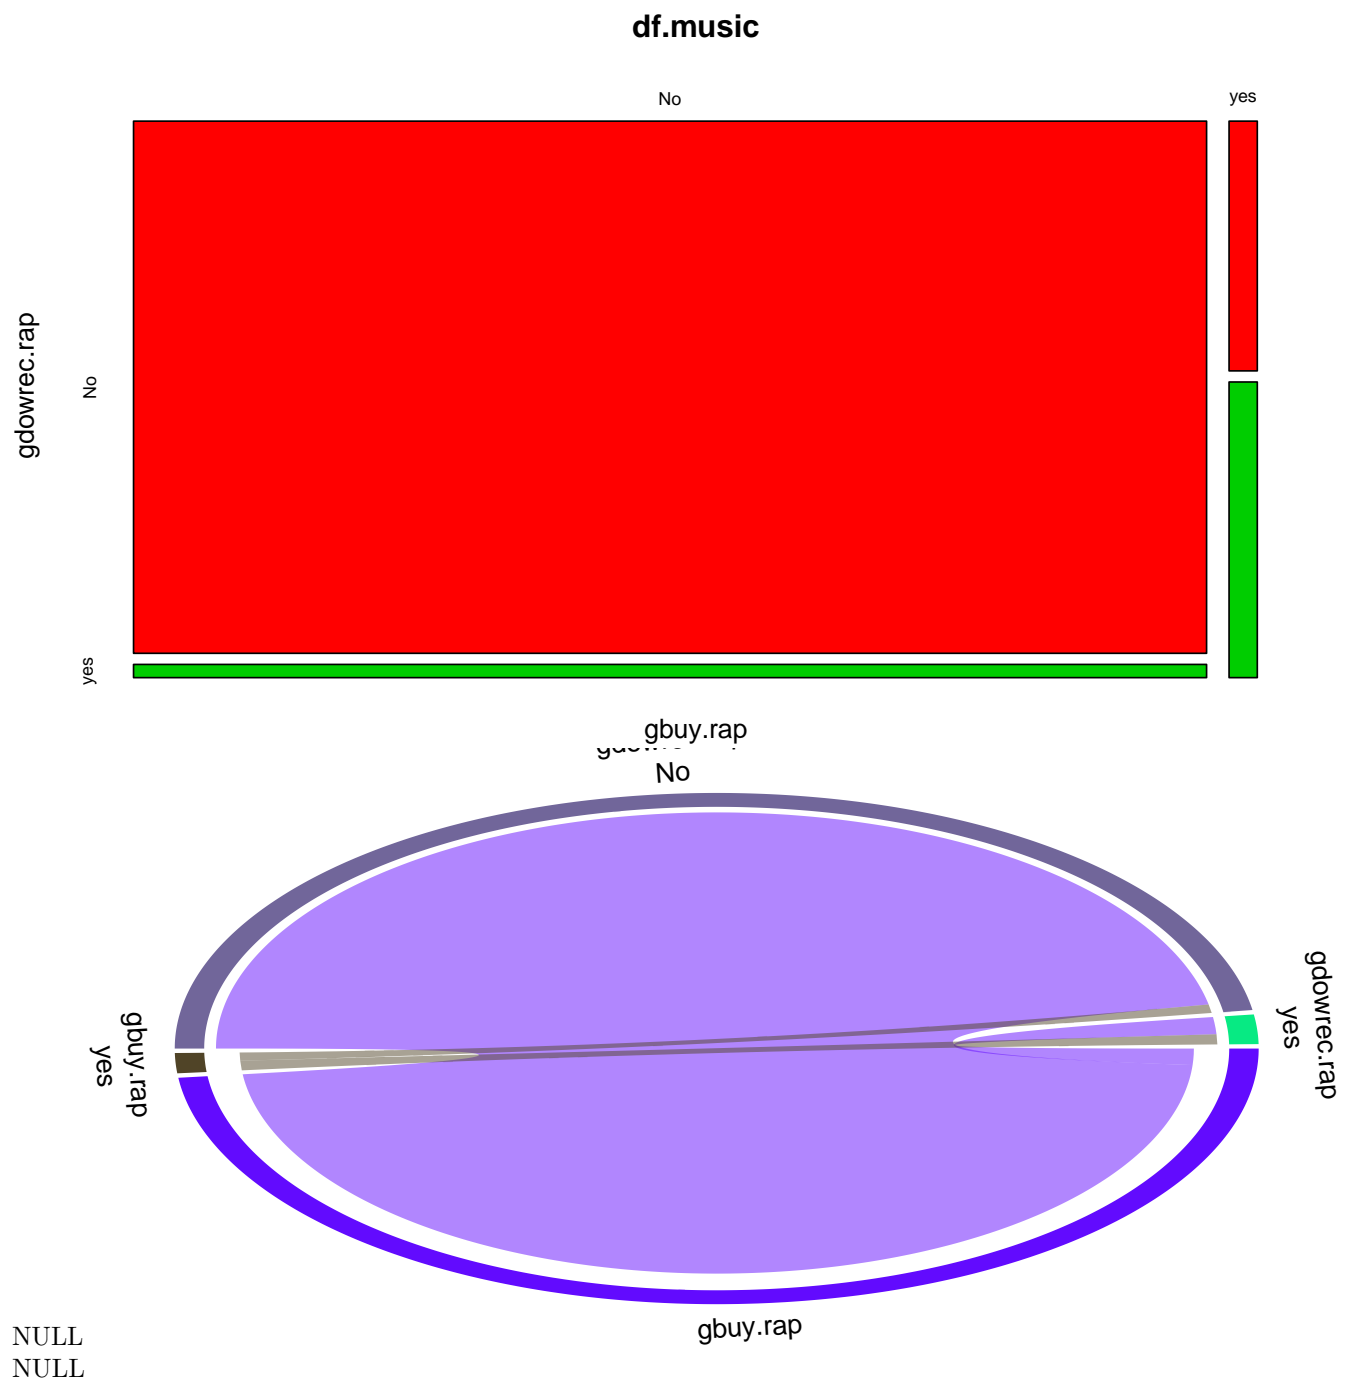 df.music
No
yes
gdowrec.rap
No
yes
gbuy.rap
No
gdowrec.rap
yes
gbuy.rap
yes
gbuy.rap
NULL
NULL